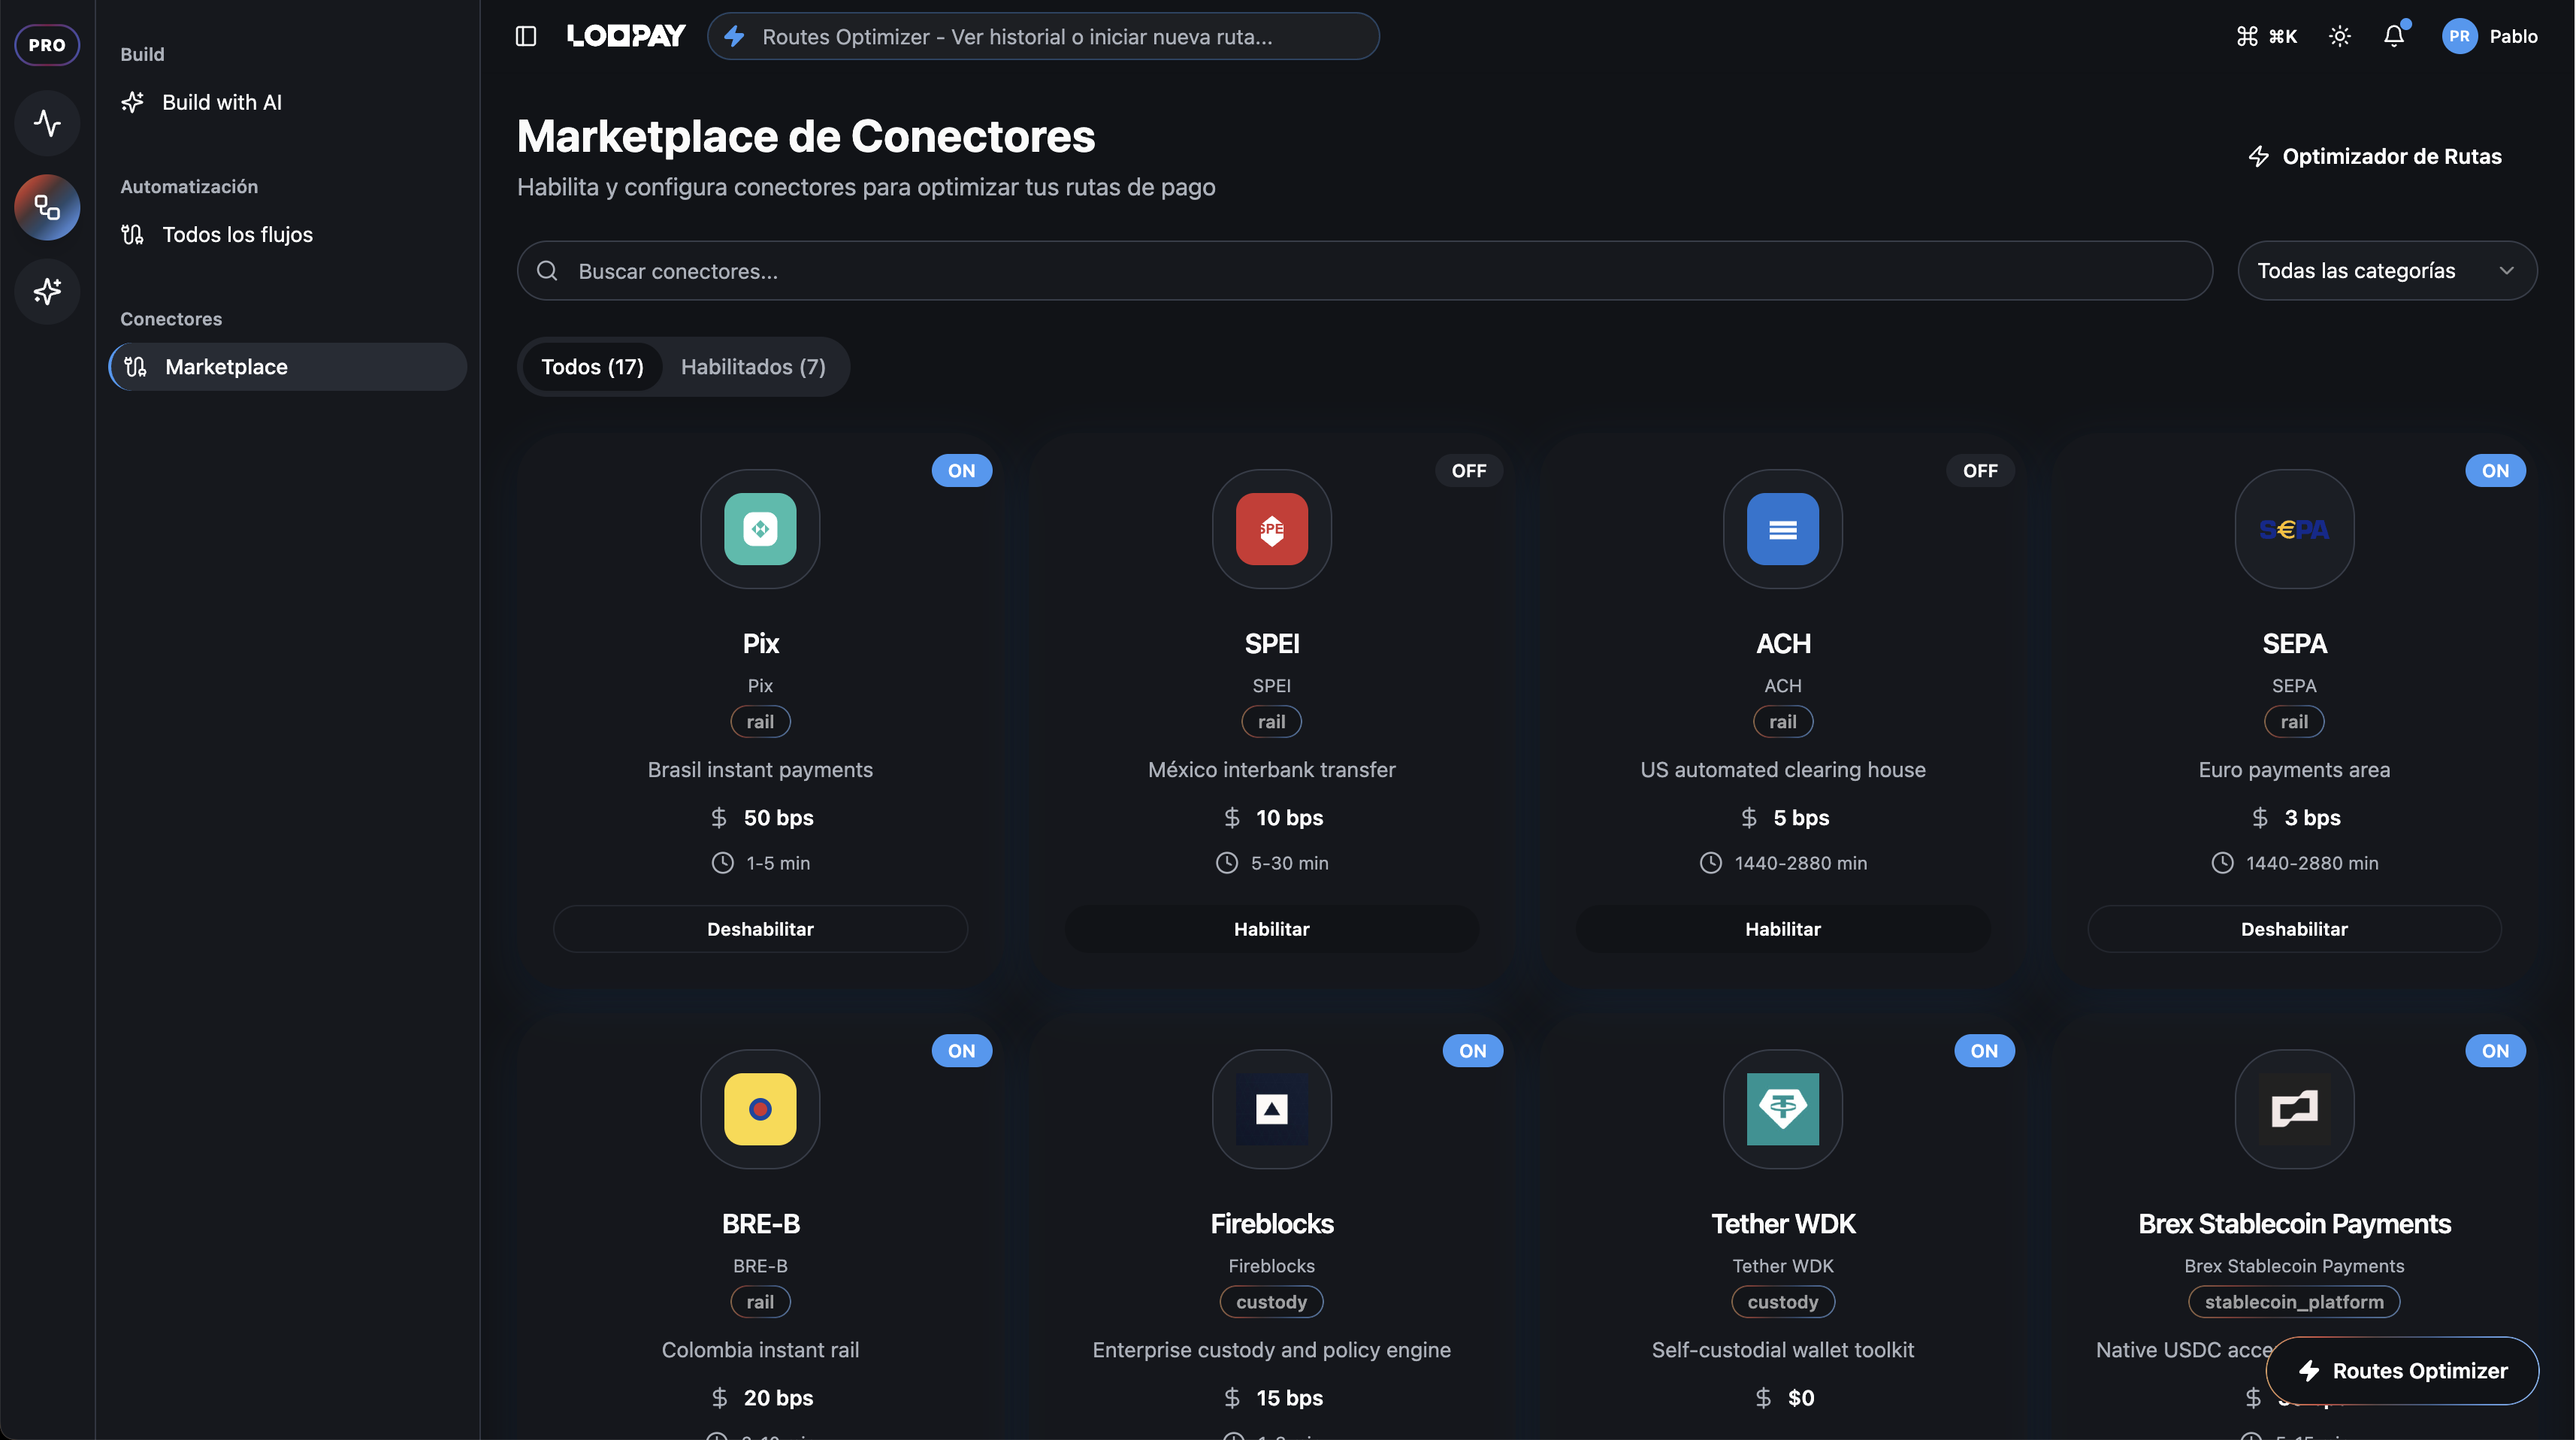 PRO
Build
Build with AI
Automatización
Todos los flujos
Conectores
Marketplace
LOOPAY
Routes Optimizer - Ver historial o iniciar nueva ruta...
⌘K
PR
Pablo
Marketplace de Conectores
Habilita y configura conectores para optimizar tus rutas de pago
Optimizador de Rutas
Buscar conectores...
Todas las categorías
Todos (17)
Habilitados (7)
ON
Pix
Pix
rail
Brasil instant payments
50 bps
1-5 min
Deshabilitar
OFF
SPEI
SPEI
SPEI
rail
México interbank transfer
10 bps
5-30 min
Habilitar
OFF
ACH
ACH
rail
US automated clearing house
5 bps
1440-2880 min
Habilitar
ON
S€PA
SEPA
SEPA
rail
Euro payments area
3 bps
1440-2880 min
Deshabilitar
ON
BRE-B
BRE-B
rail
Colombia instant rail
20 bps
ON
Fireblocks
Fireblocks
custody
Enterprise custody and policy engine
15 bps
ON
Tether WDK
Tether WDK
custody
Self-custodial wallet toolkit
$0
ON
Brex Stablecoin Payments
Brex Stablecoin Payments
stablecoin_platform
Native USDC
Routes Optimizer